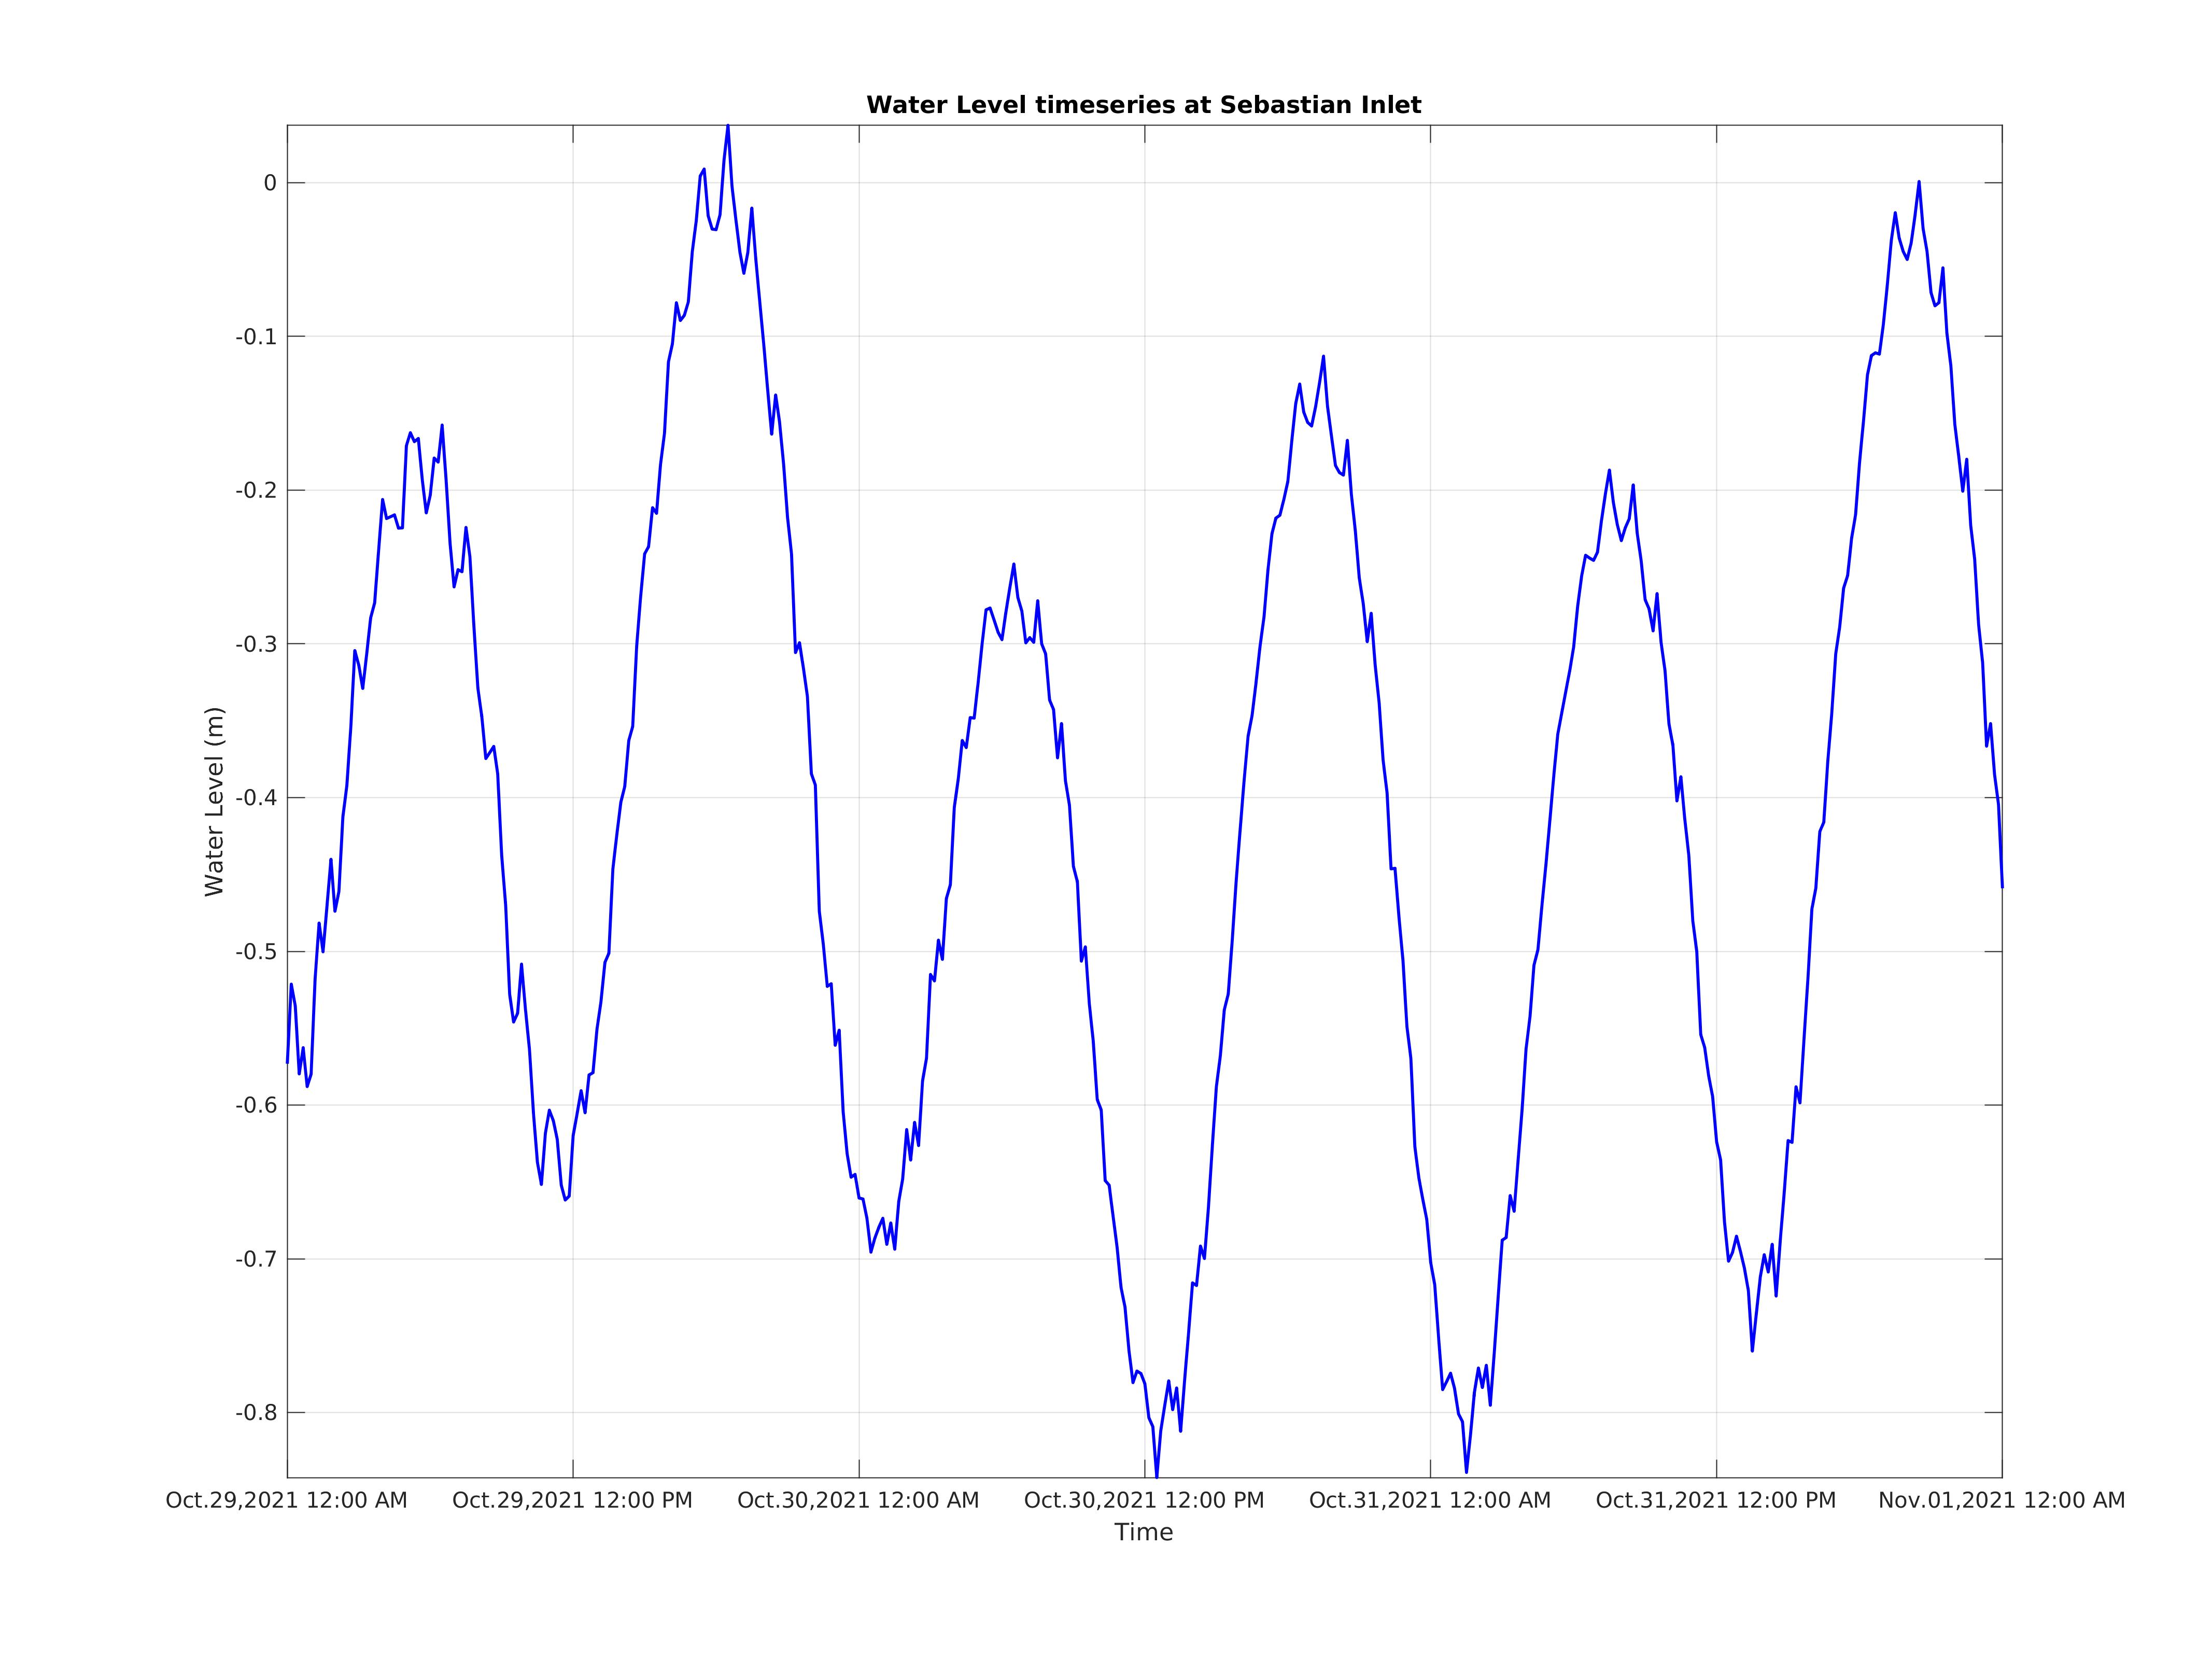 Water Level timeseries at Sebastian Inlet
0
-0.1
-0.2
-0.3
-0.4
-0.5
-0.6
-0.7
-0.8
Water Level (m)
Oct.29,2021 12:00 AM
Oct.29,2021 12:00 PM
Oct.30,2021 12:00 AM
Oct.30,2021 12:00 PM
Oct.31,2021 12:00 AM
Oct.31,2021 12:00 PM
Nov.01,2021 12:00 AM
Time